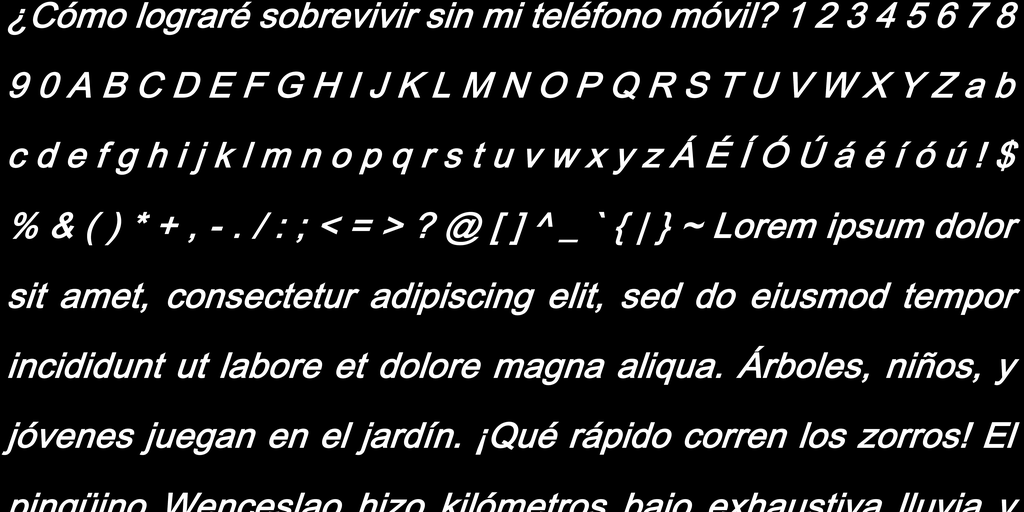 ¿Cómo lograré sobrevivir sin mi teléfono móvil? 1 2 3 4 5 6 7 8
9 0 A B C D E F G H I J K L M N O P Q R S T U V W X Y Z a b
c d e f g h i j k l m n o p q r s t u v w x y z Á É Í Ó Ú á é í ó ú ! $
% & ( ) * + , - . / : ; < = > ? @ [ ] ^ _ ` { | } ~ Lorem ipsum dolor
sit amet, consectetur adipiscing elit, sed do eiusmod tempor
incididunt ut labore et dolore magna aliqua. Árboles, niños, y
jóvenes juegan en el jardín. ¡Qué rápido corren los zorros! El
pingüino Wenceslao hizo kilómetros bajo exhaustiva lluvia y